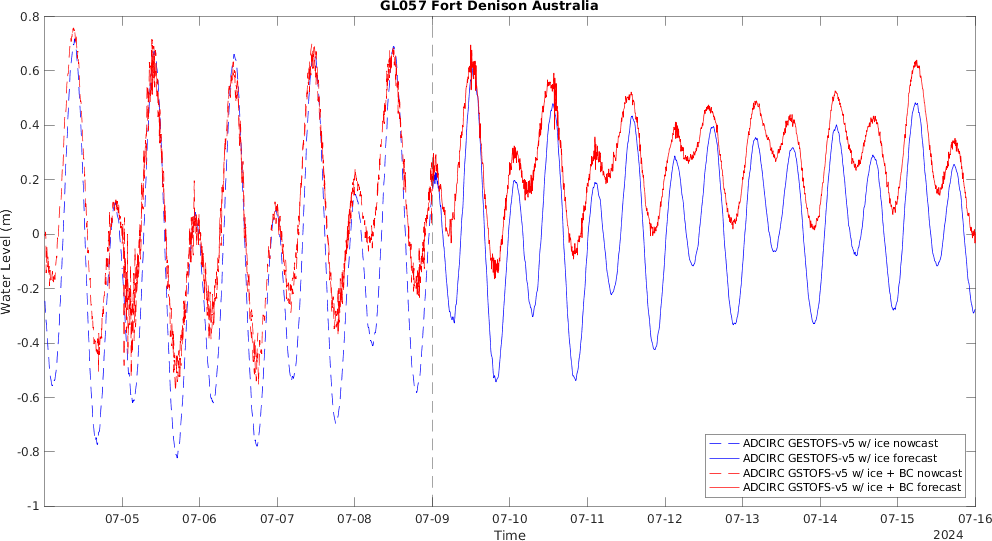 GL057 Fort Denison Australia
0.8
0.6
0.4
0.2
0
-0.2
-0.4
-0.6
-0.8
-1
Water Level (m)
07-05 07-06 07-07 07-08 07-09 07-10 07-11 07-12 07-13 07-14 07-15 07-16
Time
2024
ADCIRC GESTOFS-v5 w/ ice nowcast
ADCIRC GESTOFS-v5 w/ ice forecast
ADCIRC GSTOFS-v5 w/ ice + BC nowcast
ADCIRC GSTOFS-v5 w/ ice + BC forecast